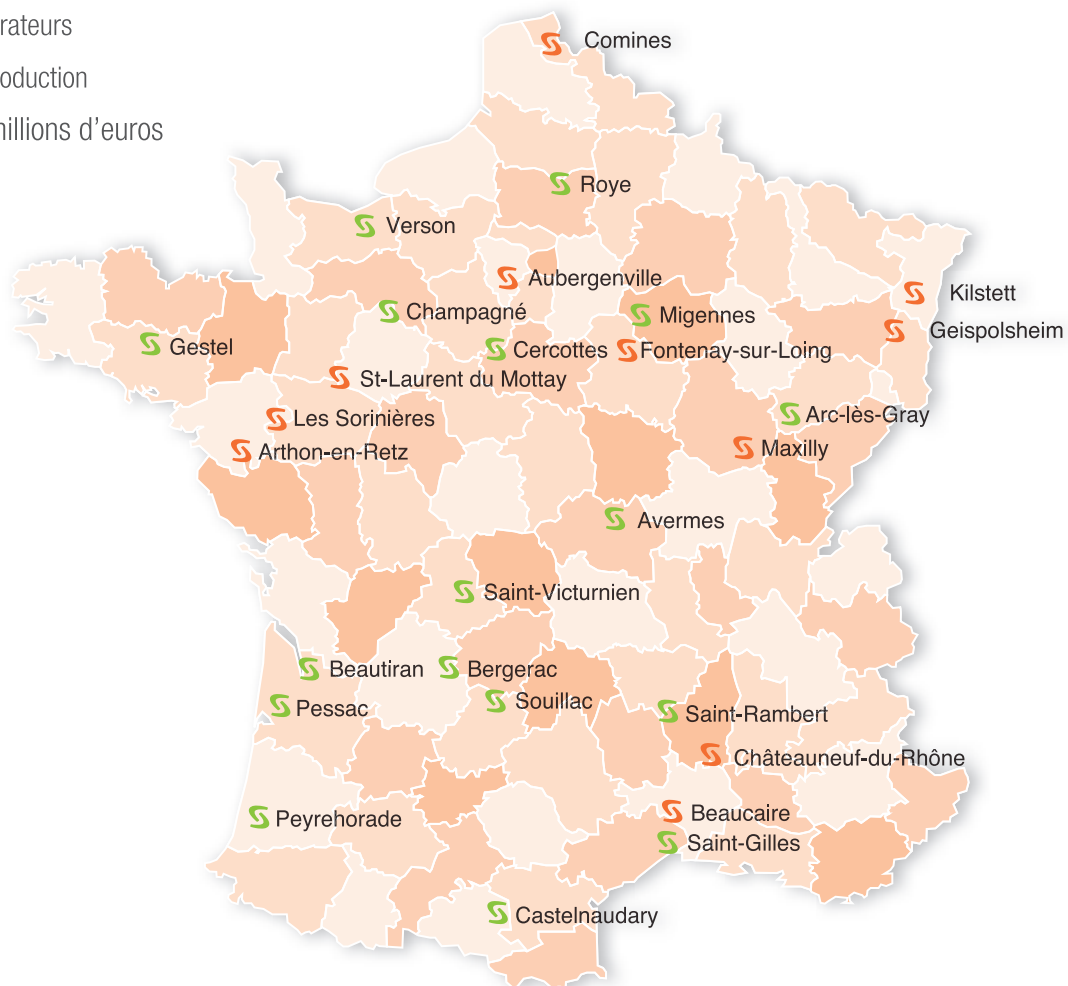 rateurs
oduction
millions d'euros
Comines
Roye
Verson
Aubergenville
Kilstett
Champagné
Migennes
Geispolsheim
Gestel
Cercottes
Fontenay-sur-Loing
St-Laurent du Mottay
Arc-lès-Gray
Les Sorinières
Maxilly
Arthon-en-Retz
Avermes
Saint-Victurnien
Beautiran
Bergerac
Souillac
Pessac
Saint-Rambert
Châteauneuf-du-Rhône
Beaucaire
Peyrehorade
Saint-Gilles
Castelnaudary